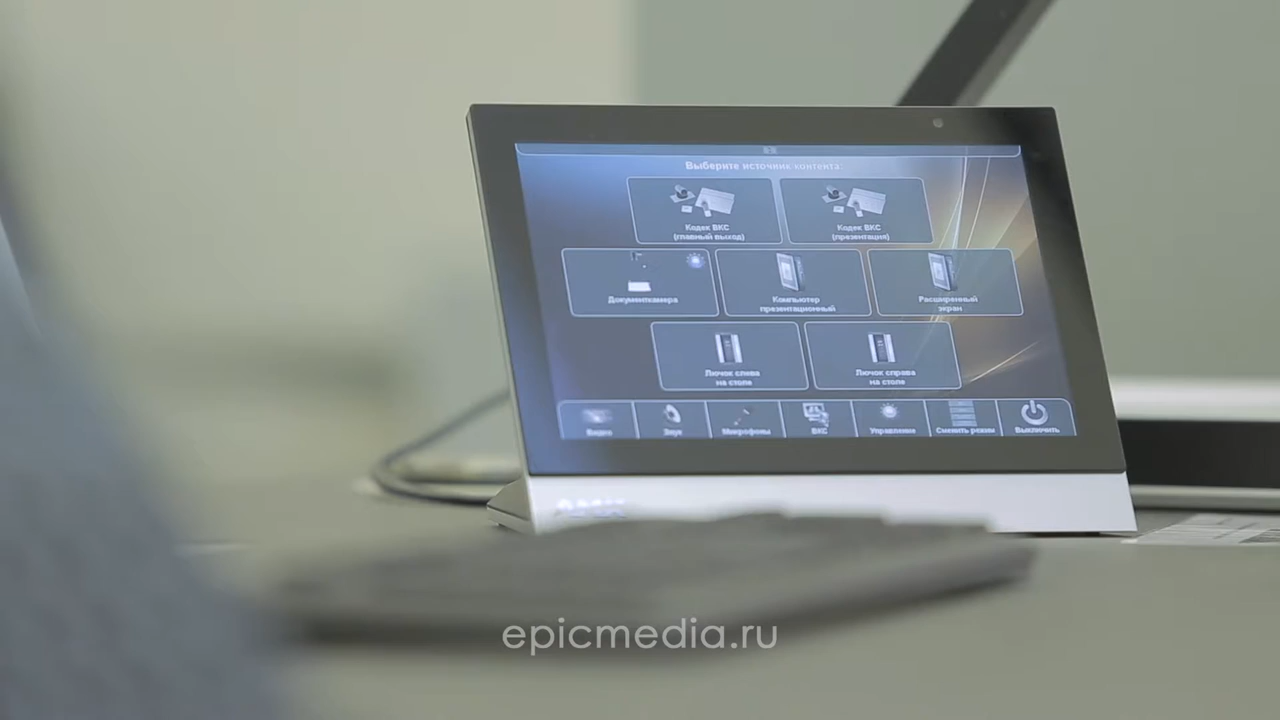 Выберите источник контента:
Кодек ВКС
(главный выход)
Кодек ВКС
(презентация)
Документкамера
Компьютер
презентационный
Расширенный
экран
Лючок слева
на столе
Лючок справа
на столе
Видео
Звук
Микрофоны
ВКС
Управление
Сменить режим
Выключить
AMX
epicmedia.ru